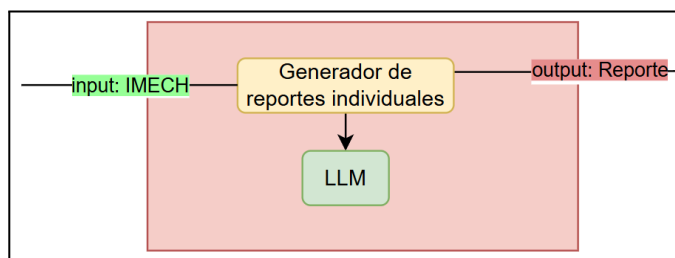 input: IMECH
Generador de
reportes individuales
output: Reporte
LLM